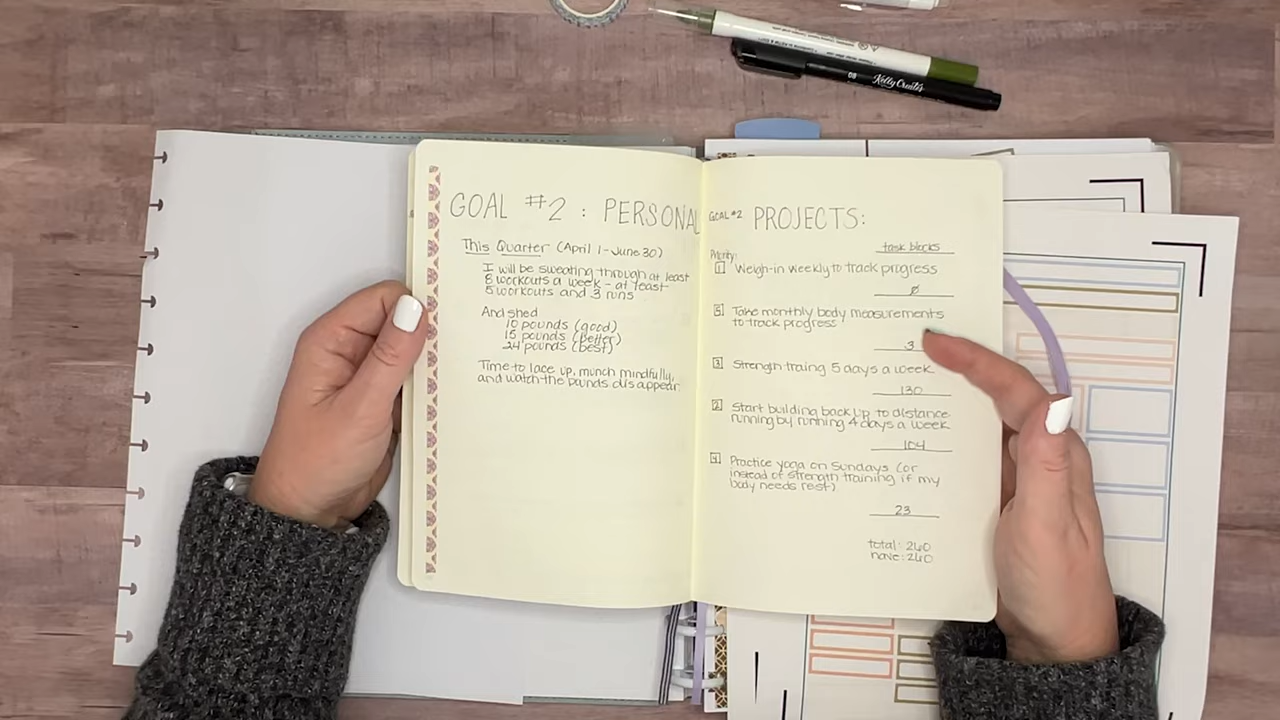 Kelly Creates
GOAL #2 : PERSONAL
This Quarter (April 1 - June 30)
I will be sweating through at least
8 workouts a week - at least
5 workouts and 3 runs
And shed
10 pounds (good)
15 pounds (better)
24 pounds (best)
Time to lace up, munch mindfully,
and watch the pounds disappear
GOAL #2 PROJECTS:
task blocks
Priority:
1 Weigh-in weekly to track progress
Ø
5 Take monthly body measurements
to track progress
3
3 Strength traing 5 days a week
130
2 Start building back up to distance
running by running 4 days a week
104
4 Practice yoga on Sundays (or
instead of strength training if my
body needs rest)
23
total: 260
have: 240